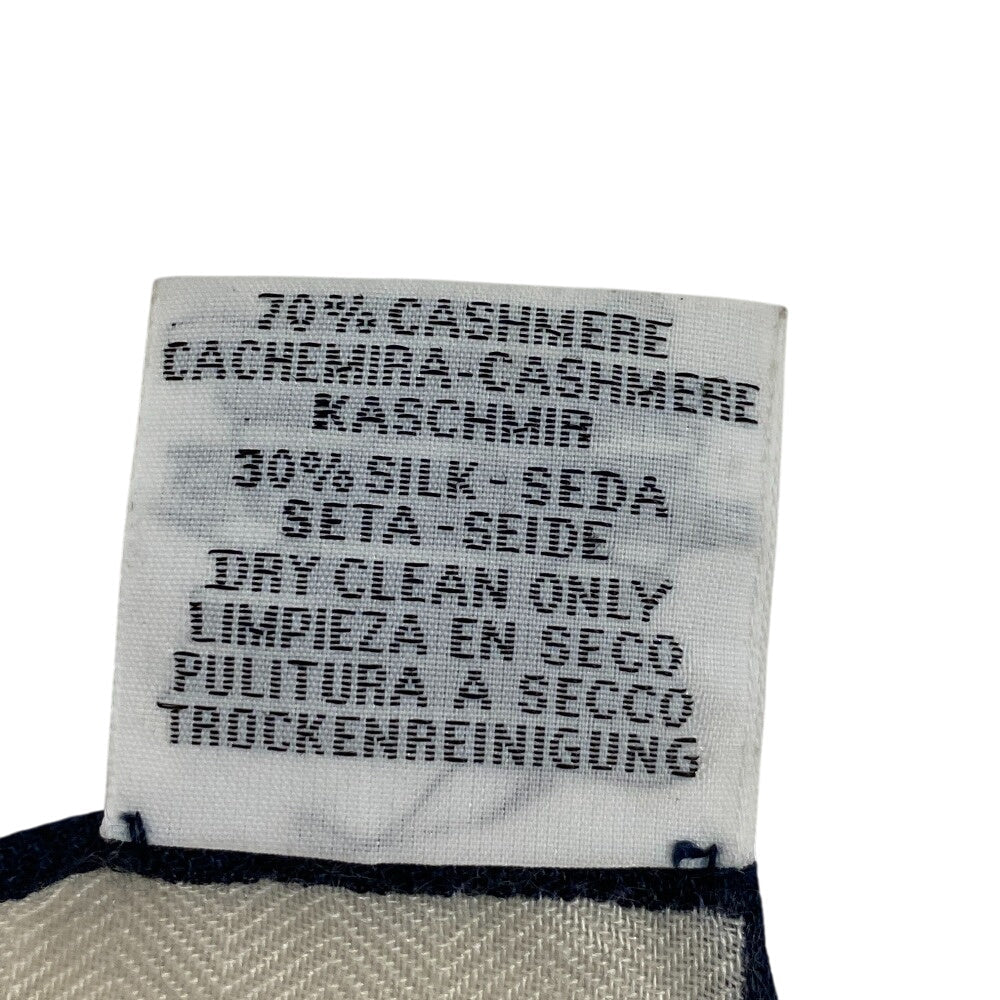 70% CASHMERE
CACHEMIRA-CASHMERE
KASCHMIR
30% SILK - SEDA
SETA - SEIDE
DRY CLEAN ONLY
LIMPIEZA EN SECO
PULITURA A SECCO
TROCKENREINIGUNG